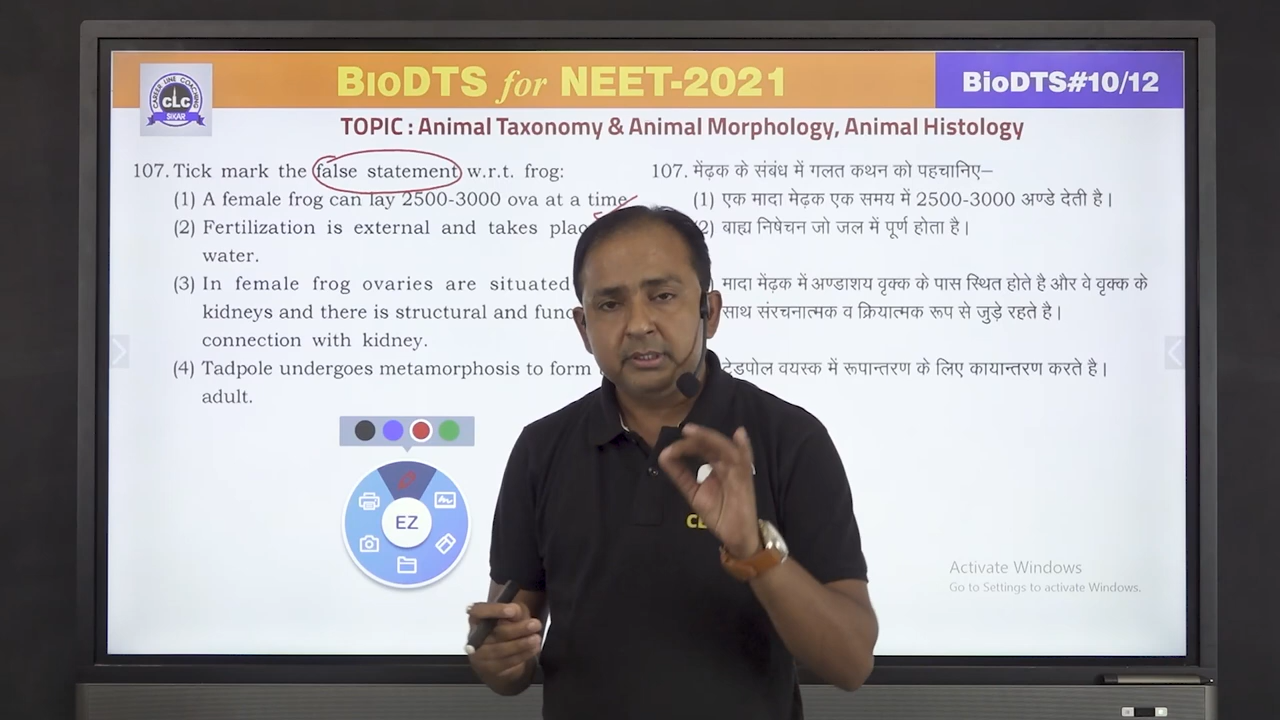 BIODTS for NEET-2021
BioDTS#10/12
CAREER LINE COACHING
CLC
SIKAR
TOPIC : Animal Taxonomy & Animal Morphology, Animal Histology
107. Tick mark the false statement w.r.t. frog:
(1) A female frog can lay 2500-3000 ova at a time
(2) Fertilization is external and takes
water.
(3) In female frog ovaries are situated
kidneys and there is structural and
connection with kidney.
(4) Tadpole undergoes metamorphosis to form
adult.
107. मेंढ़क के संबंध में गलत कथन को पहचानिए–
(1) एक मादा मेढ़क एक समय में 2500-3000 अण्डे देती है।
2) बाह्य निषेचन जो जल में पूर्ण होता है।
मादा मेंढ़क में अण्डाशय वृक्क के पास स्थित होते है और वे वृक्क के
साथ संरचनात्मक व क्रियात्मक रूप से जुड़े रहते है।
टेडपोल वयस्क में रूपान्तरण के लिए कायान्तरण करते है।
EZ
Activate Windows
Go to Settings to activate Windows.